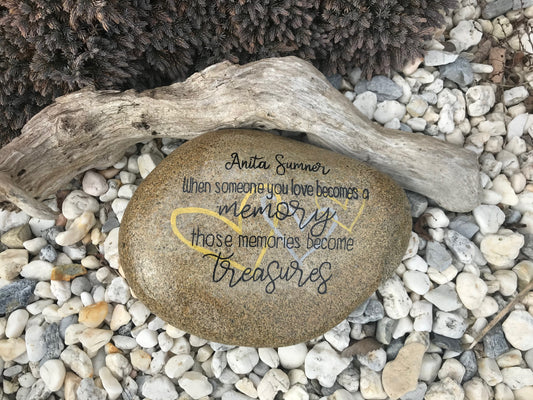 Anita Sumner
When someone you love becomes a
memory
those memories become
Treasures